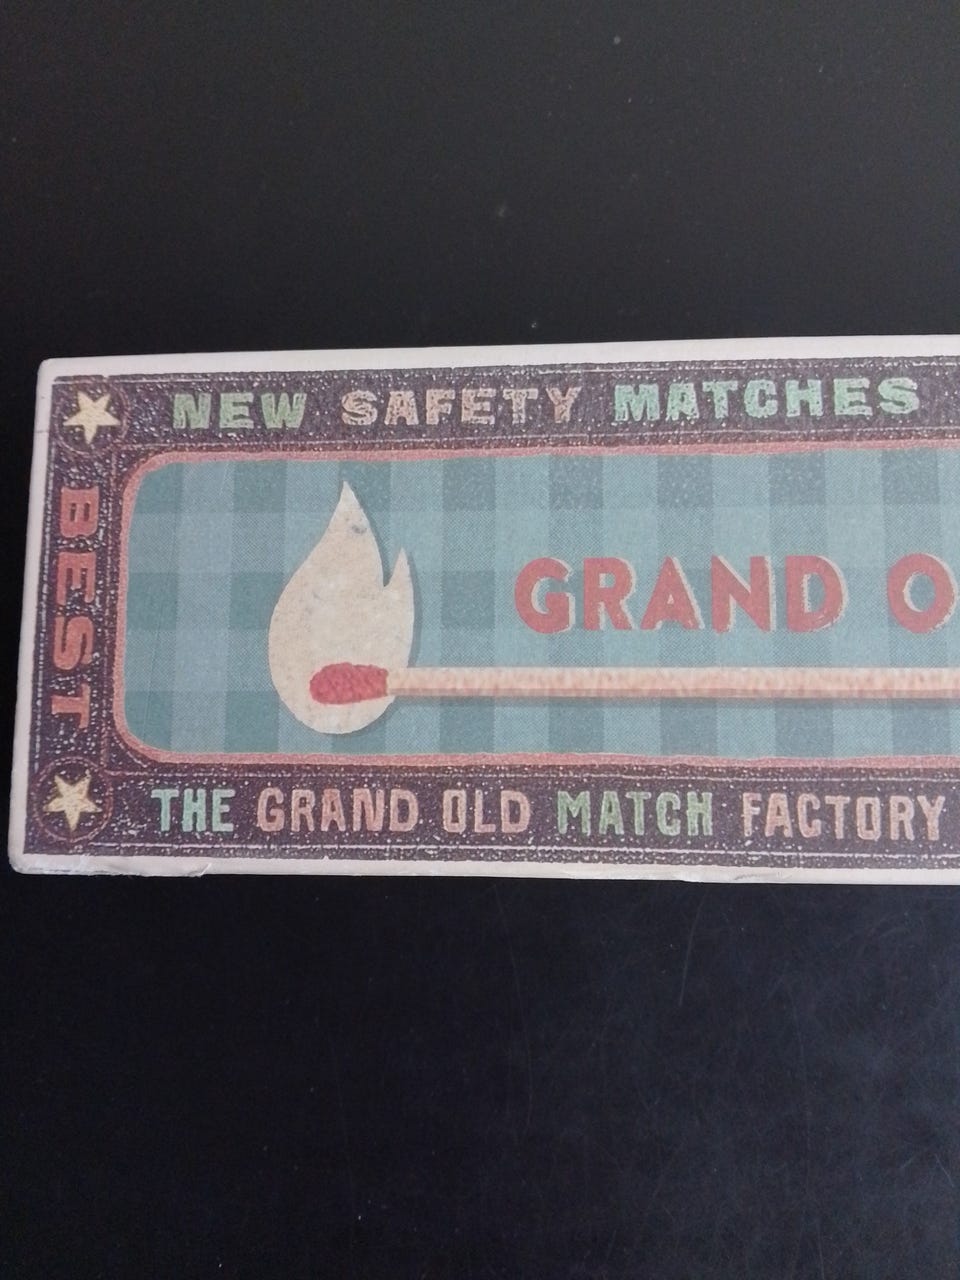 NEW SAFETY MATCHES
BEST
GRAND O
THE GRAND OLD MATCH FACTORY